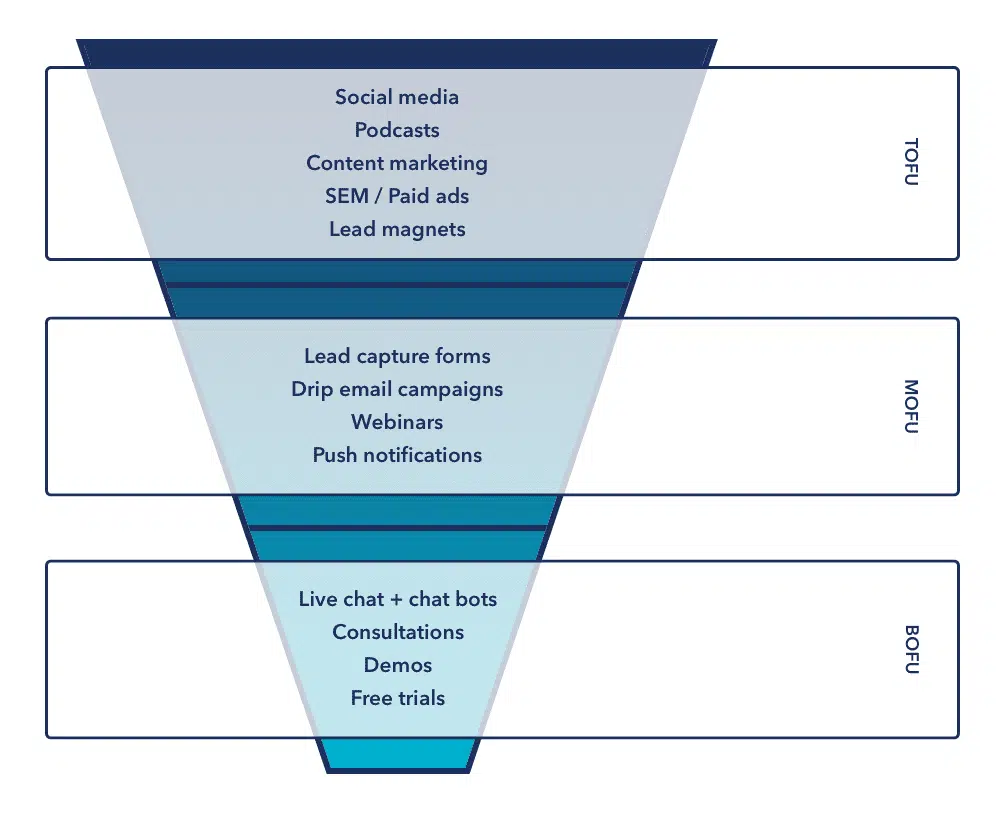 Social media
Podcasts
Content marketing
SEM / Paid ads
Lead magnets
TOFU
Lead capture forms
Drip email campaigns
Webinars
Push notifications
MOFU
Live chat + chat bots
Consultations
Demos
Free trials
BOFU